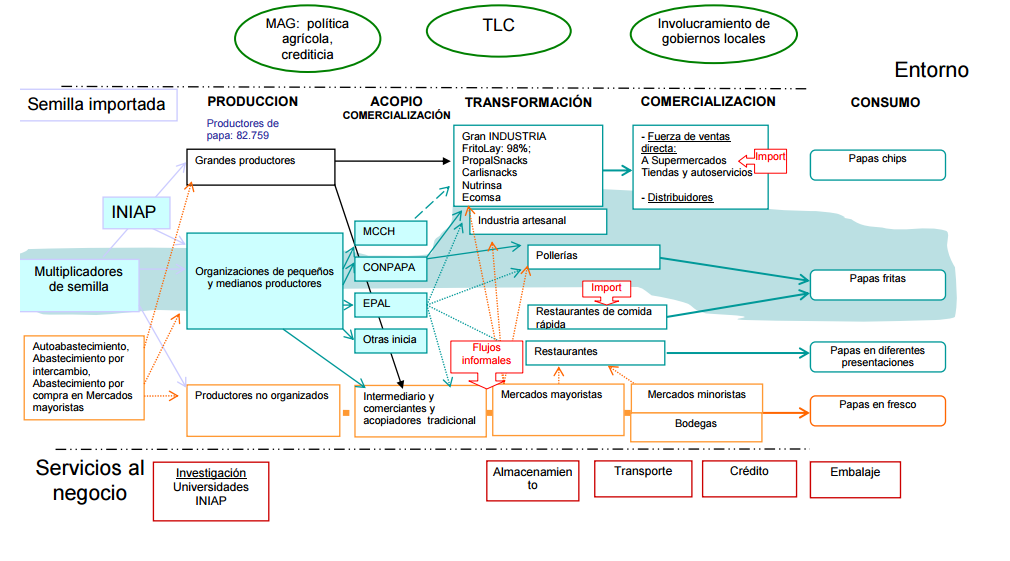 MAG: política
agrícola,
crediticia
TLC
Involucramiento de
gobiernos locales
Entorno
Semilla importada
PRODUCCION
ACOPIO
COMERCIALIZACIÓN
TRANSFORMACIÓN
COMERCIALIZACION
CONSUMO
Productores de
papa: 82.759
Grandes productores
Gran INDUSTRIA
FritoLay: 98%;
PropalSnacks
Carlisnacks
Nutrinsa
Ecomsa
- Fuerza de ventas
directa:
A Supermercados
Tiendas y autoservicios
- Distribuidores
Import
Papas chips
INIAP
MCCH
Industria artesanal
Multiplicadores
de semilla
Organizaciones de pequeños
y medianos productores
CONPAPA
Pollerías
Papas fritas
EPAL
Import
Restaurantes de comida
rápida
Otras inicia
Flujos
informales
Restaurantes
Papas en diferentes
presentaciones
Autoabastecimiento,
Abastecimiento por
intercambio,
Abastecimiento por
compra en Mercados
mayoristas
Productores no organizados
Intermediario y
comerciantes y
acopiadores tradicional
Mercados mayoristas
Mercados minoristas
Bodegas
Papas en fresco
Servicios al
negocio
Investigación
Universidades
INIAP
Almacenamien
to
Transporte
Crédito
Embalaje